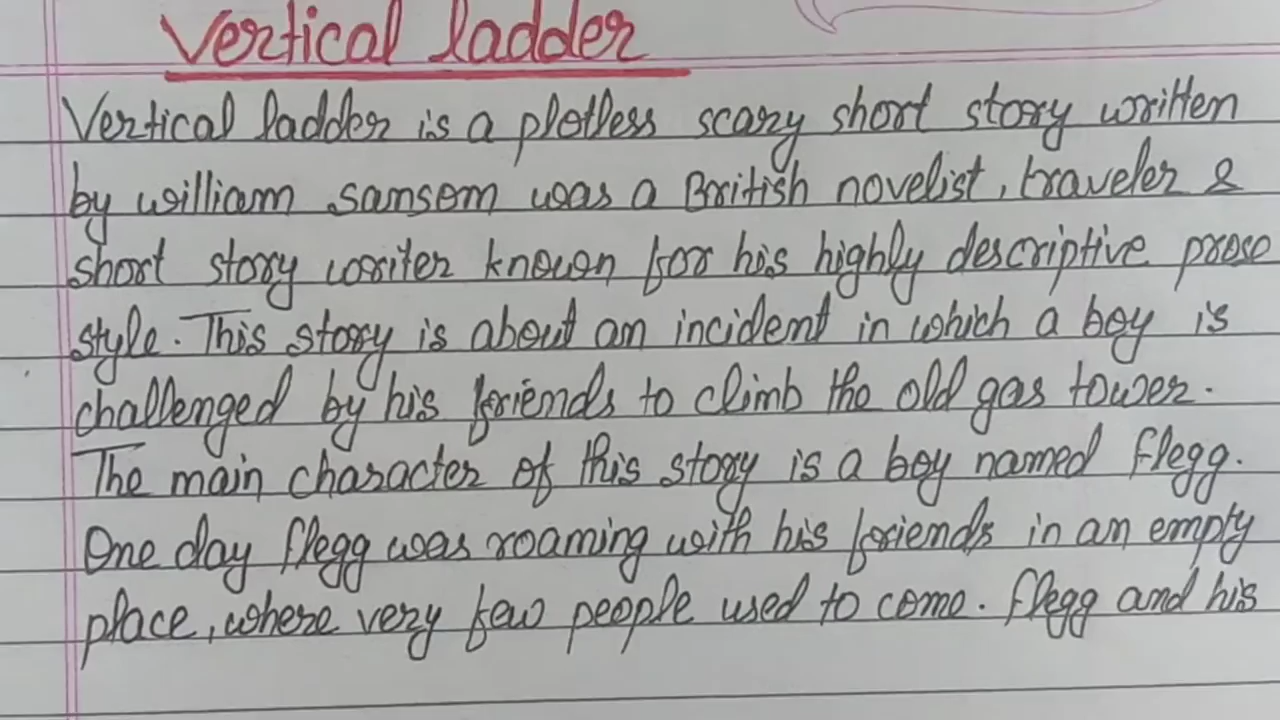 Vertical ladder
Vertical ladder is a plotless scary short story written
by william samsom was a British novelist, traveler &
short story writer known for his highly descriptive prose
style. This story is about an incident in which a boy is
challenged by his friends to climb the old gas tower.
The main character of this story is a boy named flegg.
One day flegg was roaming with his friends in an empty
place, where very few people used to come. flegg and his